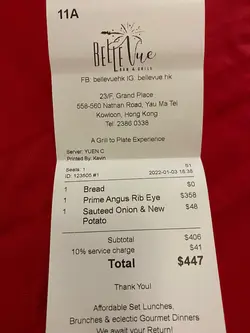 11A
BELLEVUE
BAR & GRILL
FB: bellevuehk IG: bellevue.hk
23/F, Grand Place
558-560 Nathan Road, Yau Ma Tei
Kowloon, Hong Kong
Tel 2386 0338
A Grill to Plate Experience
Server: YUEN C
Printed By: Kevin
Seats: 1 S1
ID: 123805 #1 2022-01-03 18:38
1 Bread $0
1 Prime Angus Rib Eye $358
1 Sauteed Onion & New $48
Potato
Subtotal $406
10% service charge $41
Total $447
Thank You!
Affordable Set Lunches,
Brunches & eclectic Gourmet Dinners
We await your Return!